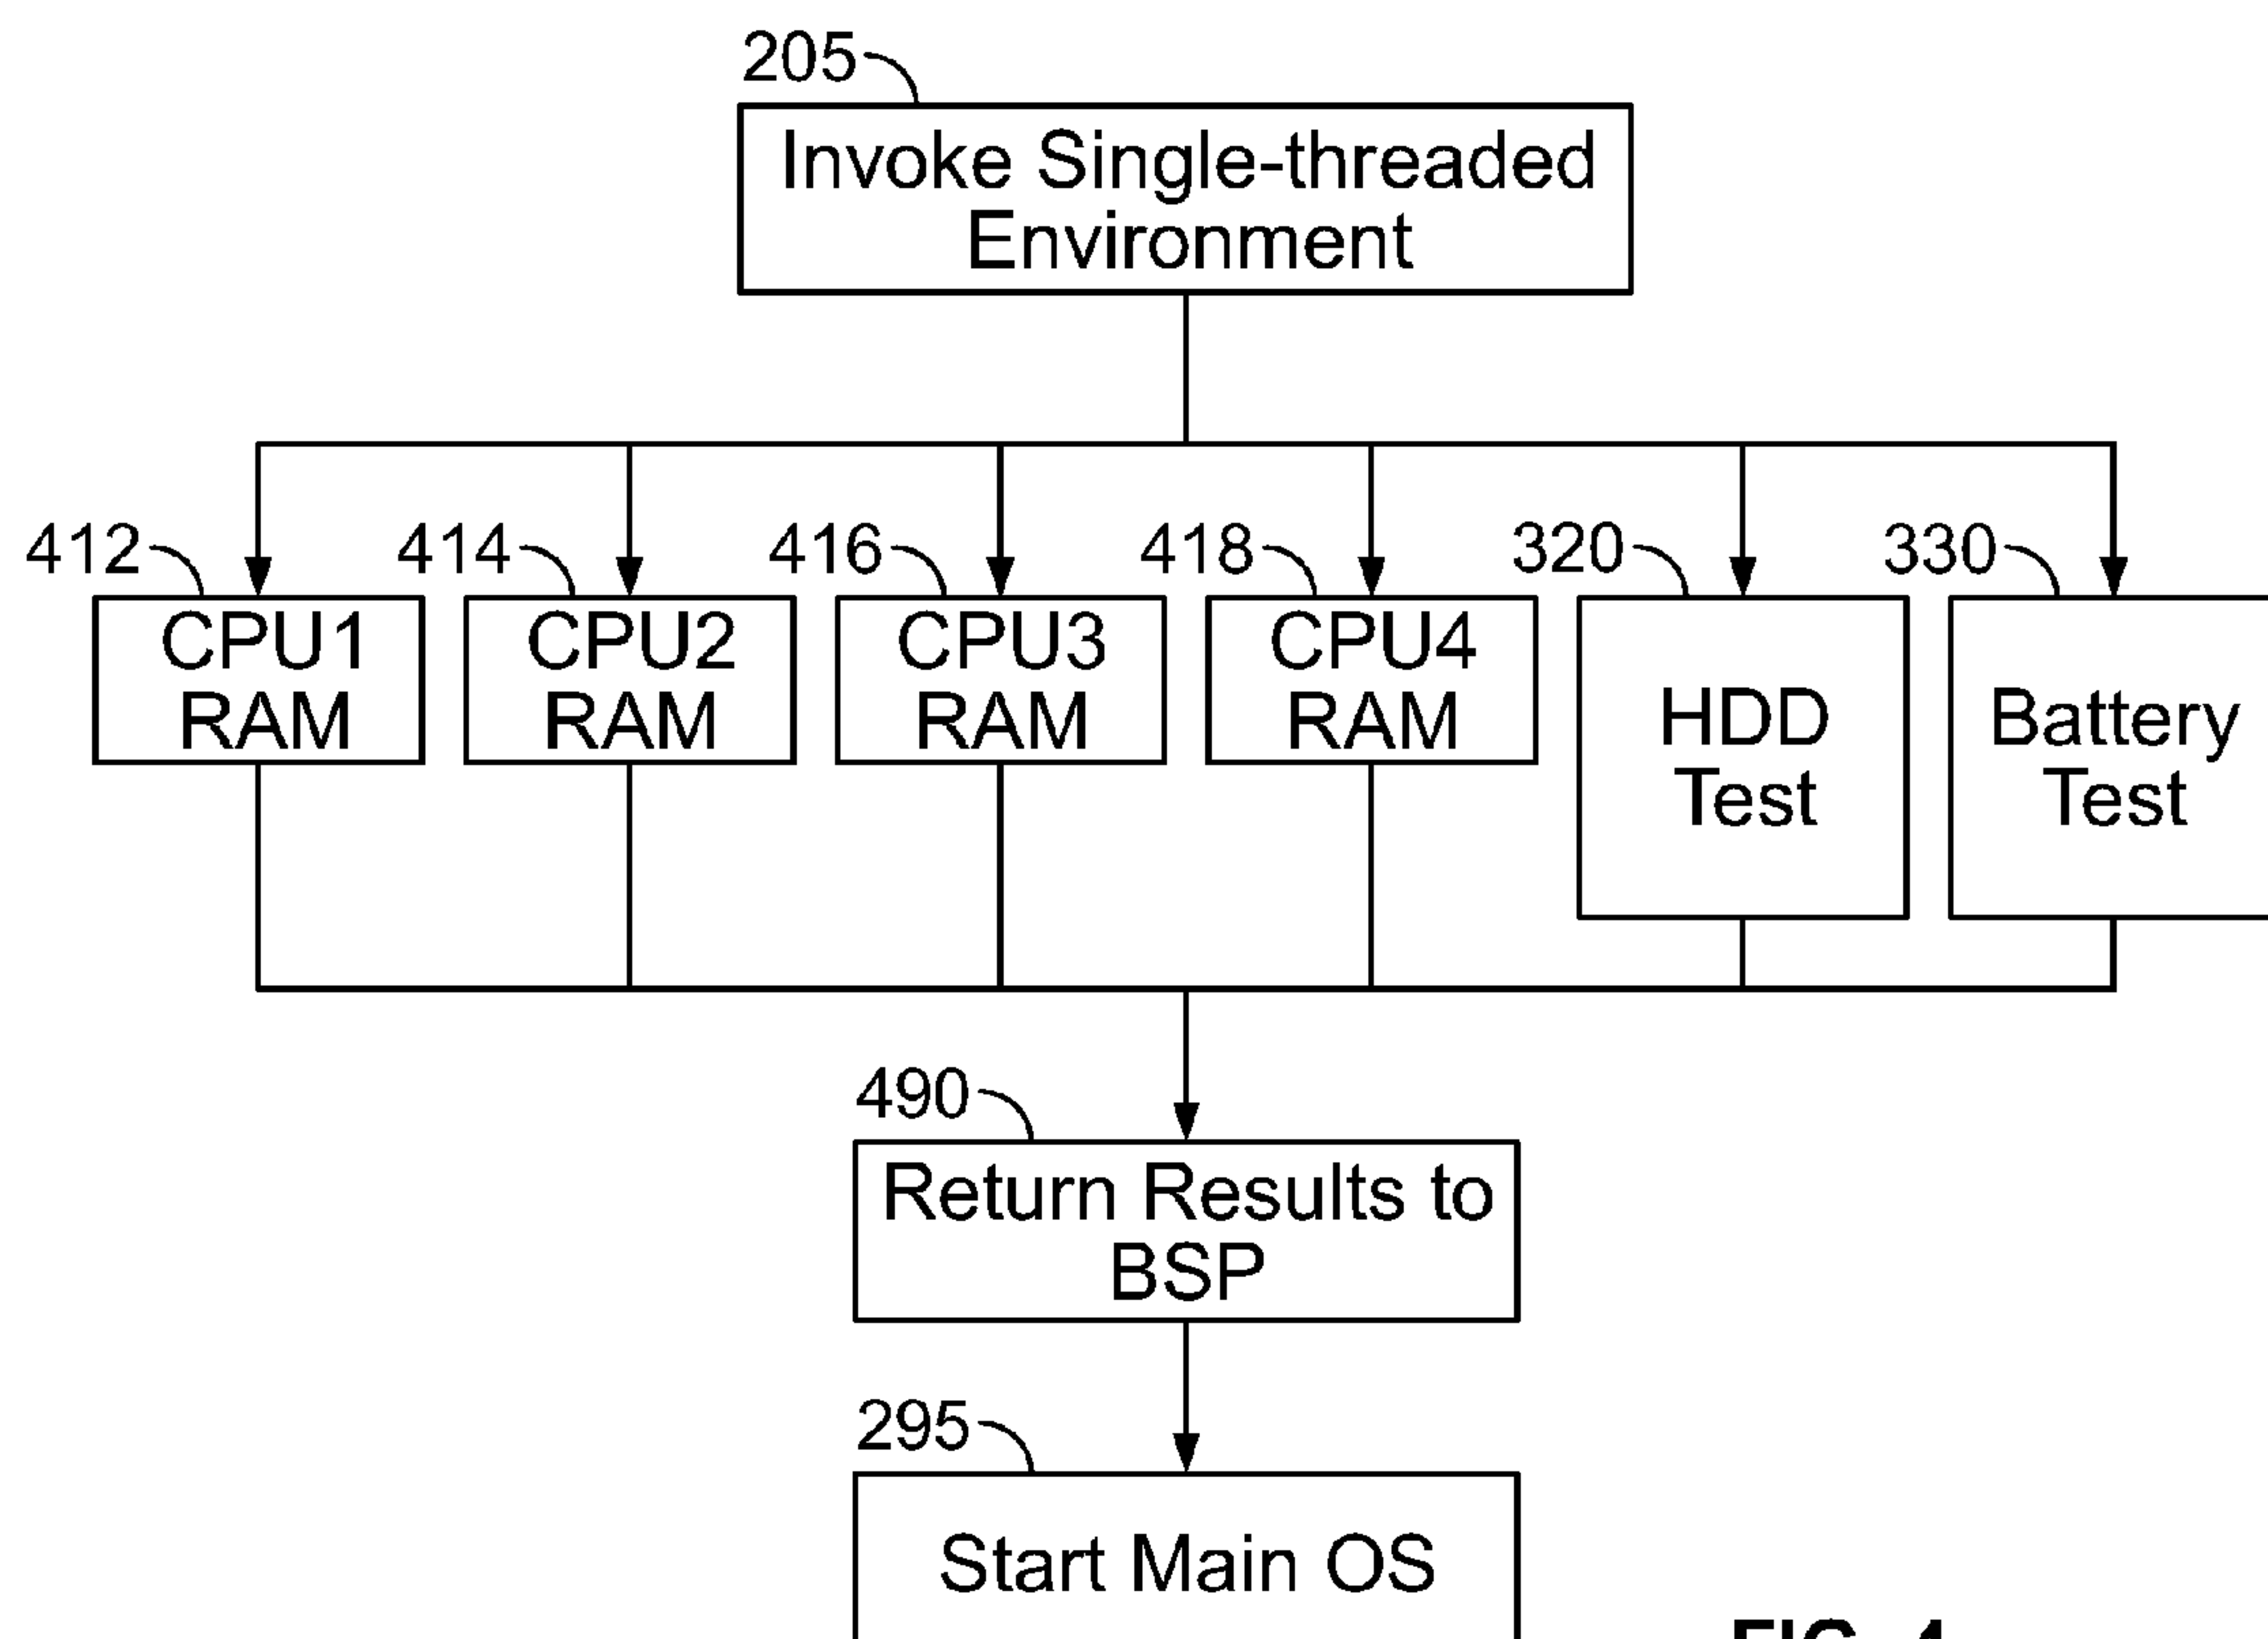 205
Invoke Single-threaded
Environment
412
414
416
418
320
330
CPU1
RAM
CPU2
RAM
CPU3
RAM
CPU4
RAM
HDD
Test
Battery
Test
490
Return Results to
BSP
295
Start Main OS